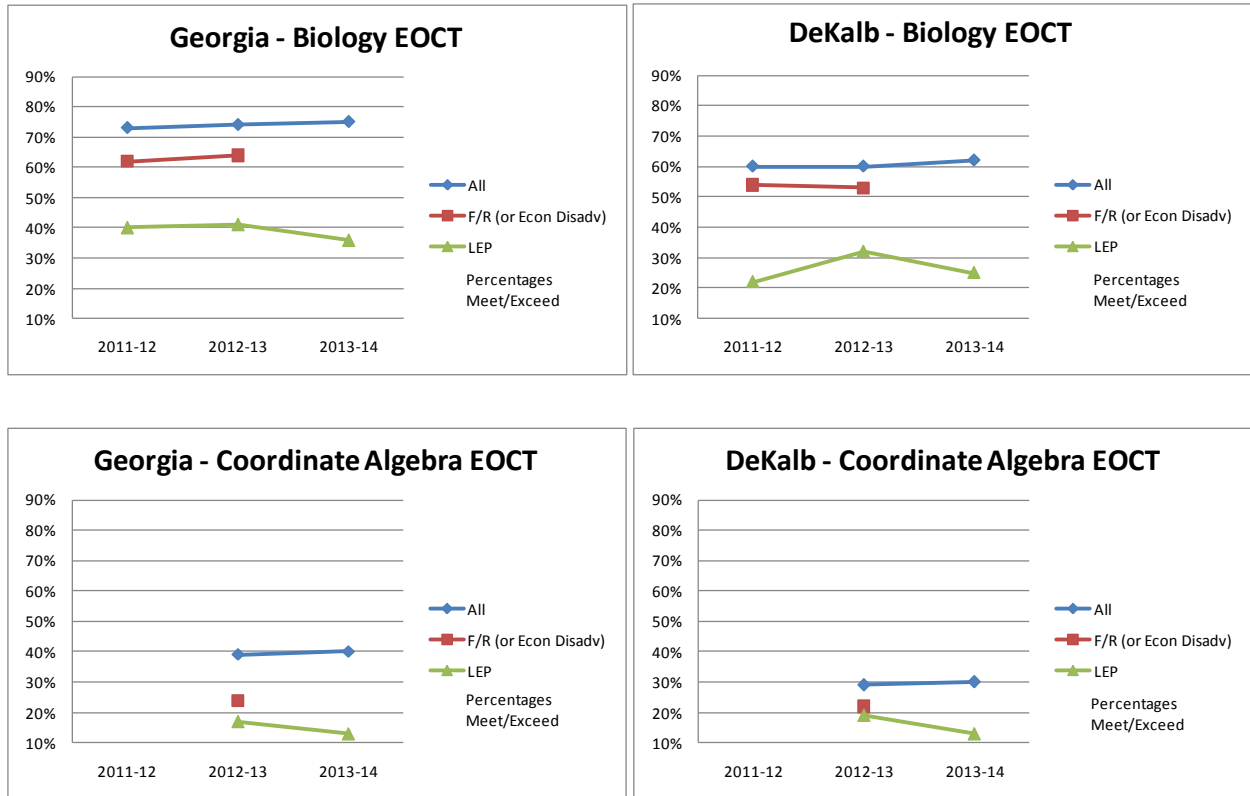 Georgia - Biology EOCT
90%
80%
70%
60%
50%
40%
30%
20%
10%
2011-12 2012-13 2013-14
All
F/R (or Econ Disadv)
LEP
Percentages
Meet/Exceed
DeKalb - Biology EOCT
90%
80%
70%
60%
50%
40%
30%
20%
10%
2011-12 2012-13 2013-14
All
F/R (or Econ Disadv)
LEP
Percentages
Meet/Exceed
Georgia - Coordinate Algebra EOCT
90%
80%
70%
60%
50%
40%
30%
20%
10%
2011-12 2012-13 2013-14
All
F/R (or Econ Disadv)
LEP
Percentages
Meet/Exceed
DeKalb - Coordinate Algebra EOCT
90%
80%
70%
60%
50%
40%
30%
20%
10%
2011-12 2012-13 2013-14
All
F/R (or Econ Disadv)
LEP
Percentages
Meet/Exceed